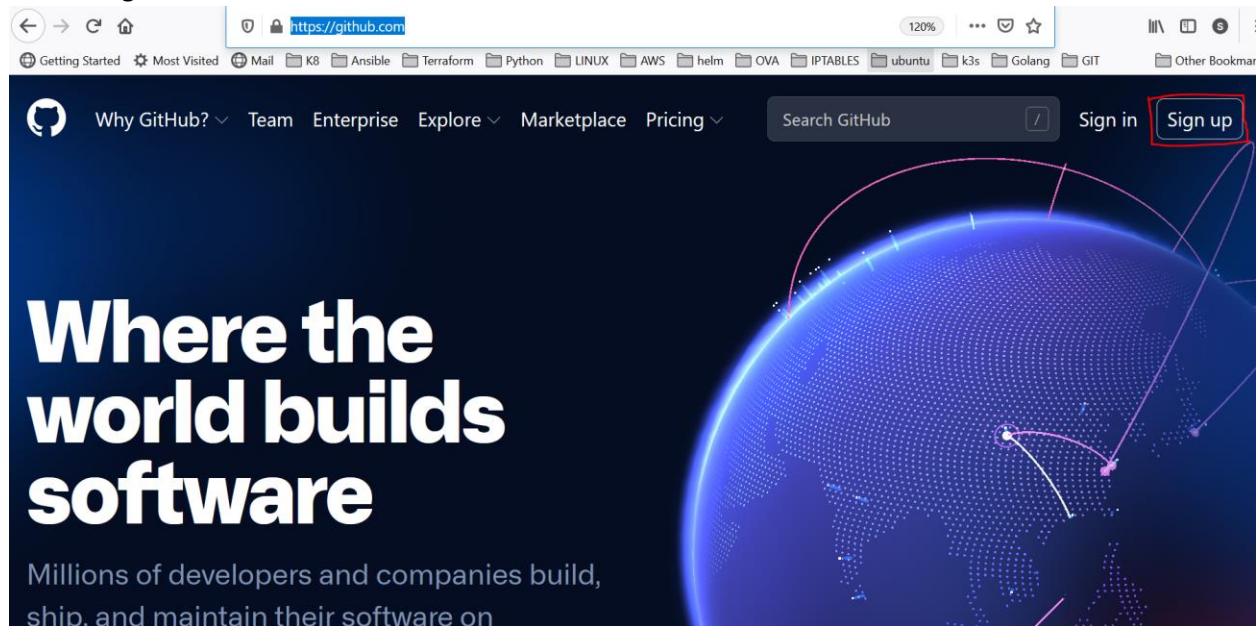 https://github.com 120%
Getting Started Most Visited Mail K8 Ansible Terraform Python LINUX AWS helm OVA IPTABLES ubuntu k3s Golang GIT Other Bookmar
Why GitHub? Team Enterprise Explore Marketplace Pricing Search GitHub / Sign in Sign up
Where the
world builds
software
Millions of developers and companies build,
ship, and maintain their software on